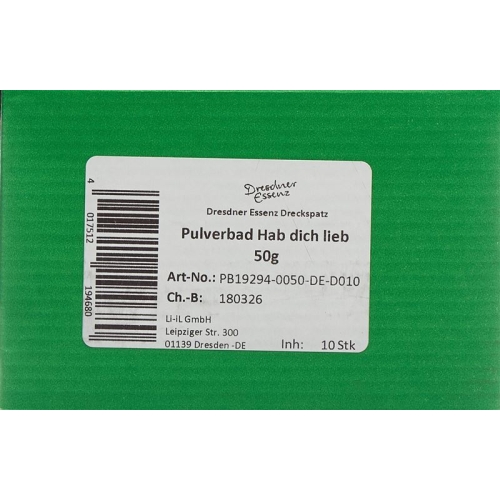 Dresdner
Essenz
Dresdner Essenz Dreckspatz
Pulverbad Hab dich lieb
50g
Art-No.: PB19294-0050-DE-D010
Ch.-B: 180326
Li-iL GmbH
Leipziger Str. 300
01139 Dresden -DE
Inh: 10 Stk
4 017512 194680